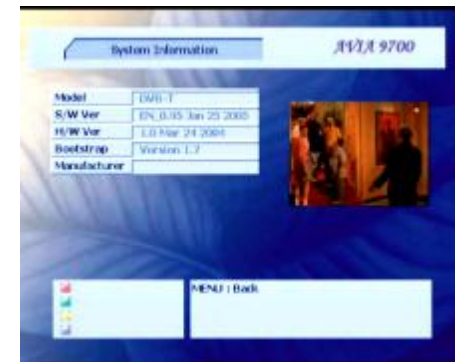 System Information
AVIA 9700
Model DVB-T
S/W Ver EN_0.95 Jan 25 2005
H/W Ver 1.0 Mar 24 2004
Bootstrap Version 1.7
Manufacturer
MENU : Back